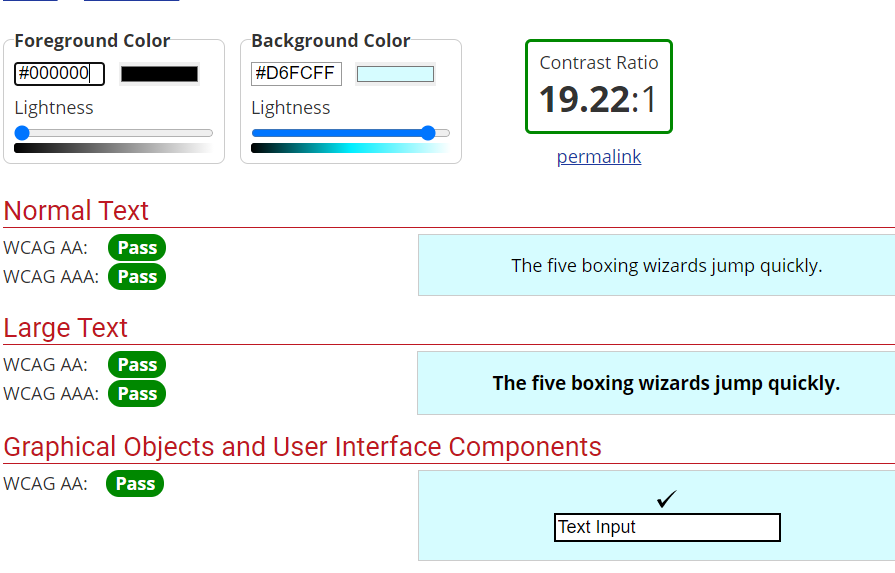 Foreground Color
#000000
Lightness
Background Color
#D6FCFF
Lightness
Contrast Ratio
19.22:1
permalink
Normal Text
WCAG AA: Pass
WCAG AAA: Pass
The five boxing wizards jump quickly.
Large Text
WCAG AA: Pass
WCAG AAA: Pass
The five boxing wizards jump quickly.
Graphical Objects and User Interface Components
WCAG AA: Pass
Text Input